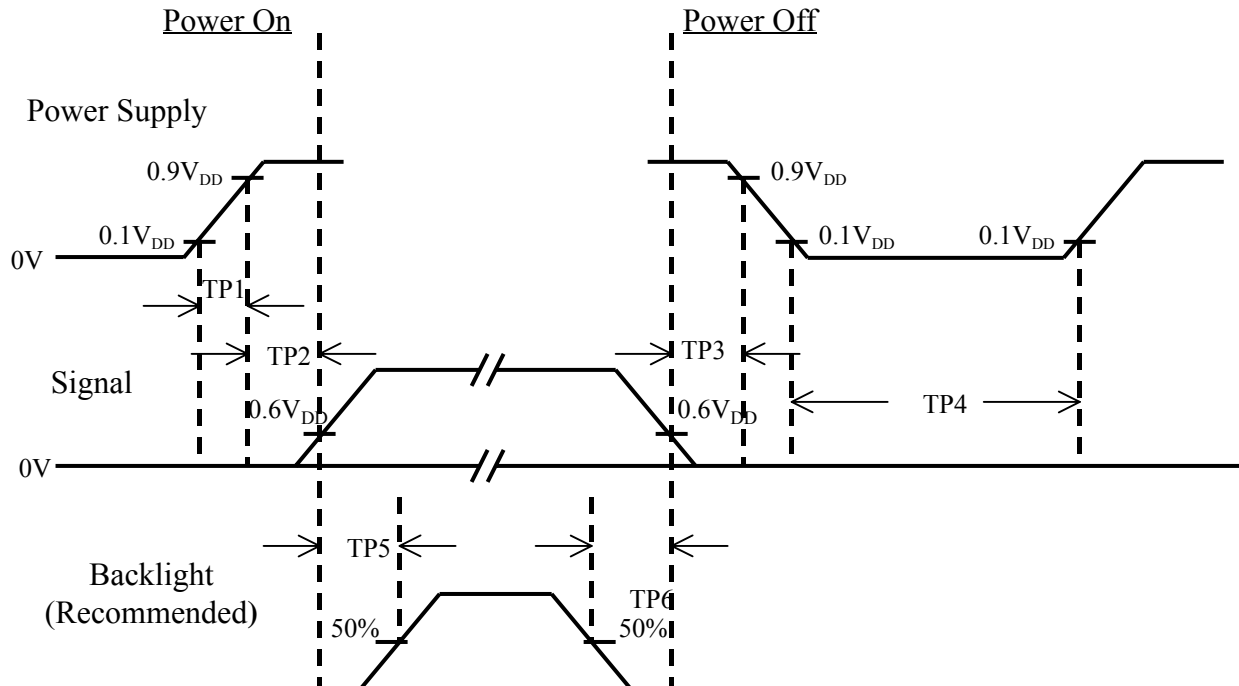 Power On
Power Off
Power Supply
0.9VDD
0.9VDD
0.1VDD
0.1VDD
0.1VDD
0V
TP1
TP2
TP3
Signal
TP4
0.6VDD
0.6VDD
0V
TP5
Backlight
(Recommended)
TP6
50%
50%